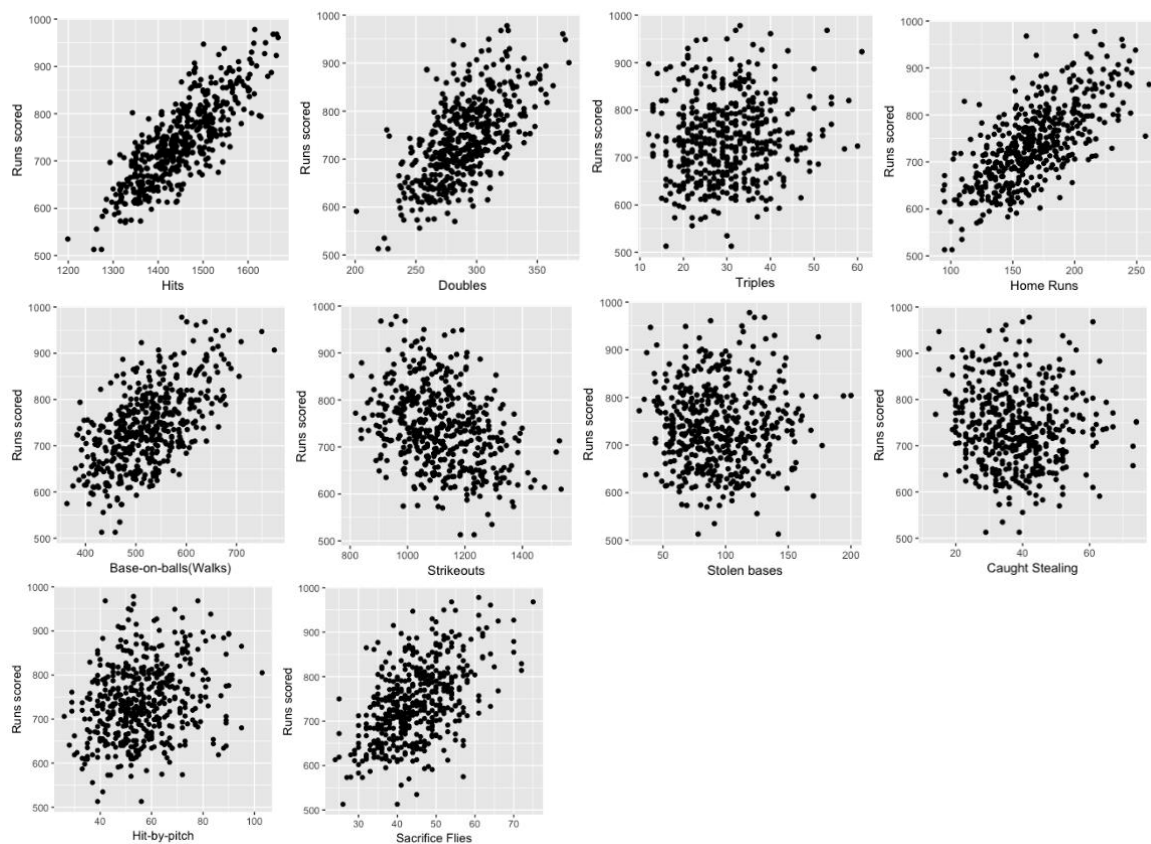 1000
900
800
700
600
500
Runs scored
1200 1300 1400 1500 1600
Hits
1000
900
800
700
600
500
Runs scored
200 250 300 350
Doubles
1000
900
800
700
600
500
Runs scored
10 20 30 40 50 60
Triples
1000
900
800
700
600
500
Runs scored
100 150 200 250
Home Runs
1000
900
800
700
600
500
Runs scored
400 500 600 700
Base-on-balls(Walks)
1000
900
800
700
600
500
Runs scored
800 1000 1200 1400
Strikeouts
1000
900
800
700
600
500
Runs scored
50 100 150 200
Stolen bases
1000
900
800
700
600
500
Runs scored
20 40 60
Caught Stealing
1000
900
800
700
600
500
Runs scored
40 60 80 100
Hit-by-pitch
1000
900
800
700
600
500
Runs scored
30 40 50 60 70
Sacrifice Flies